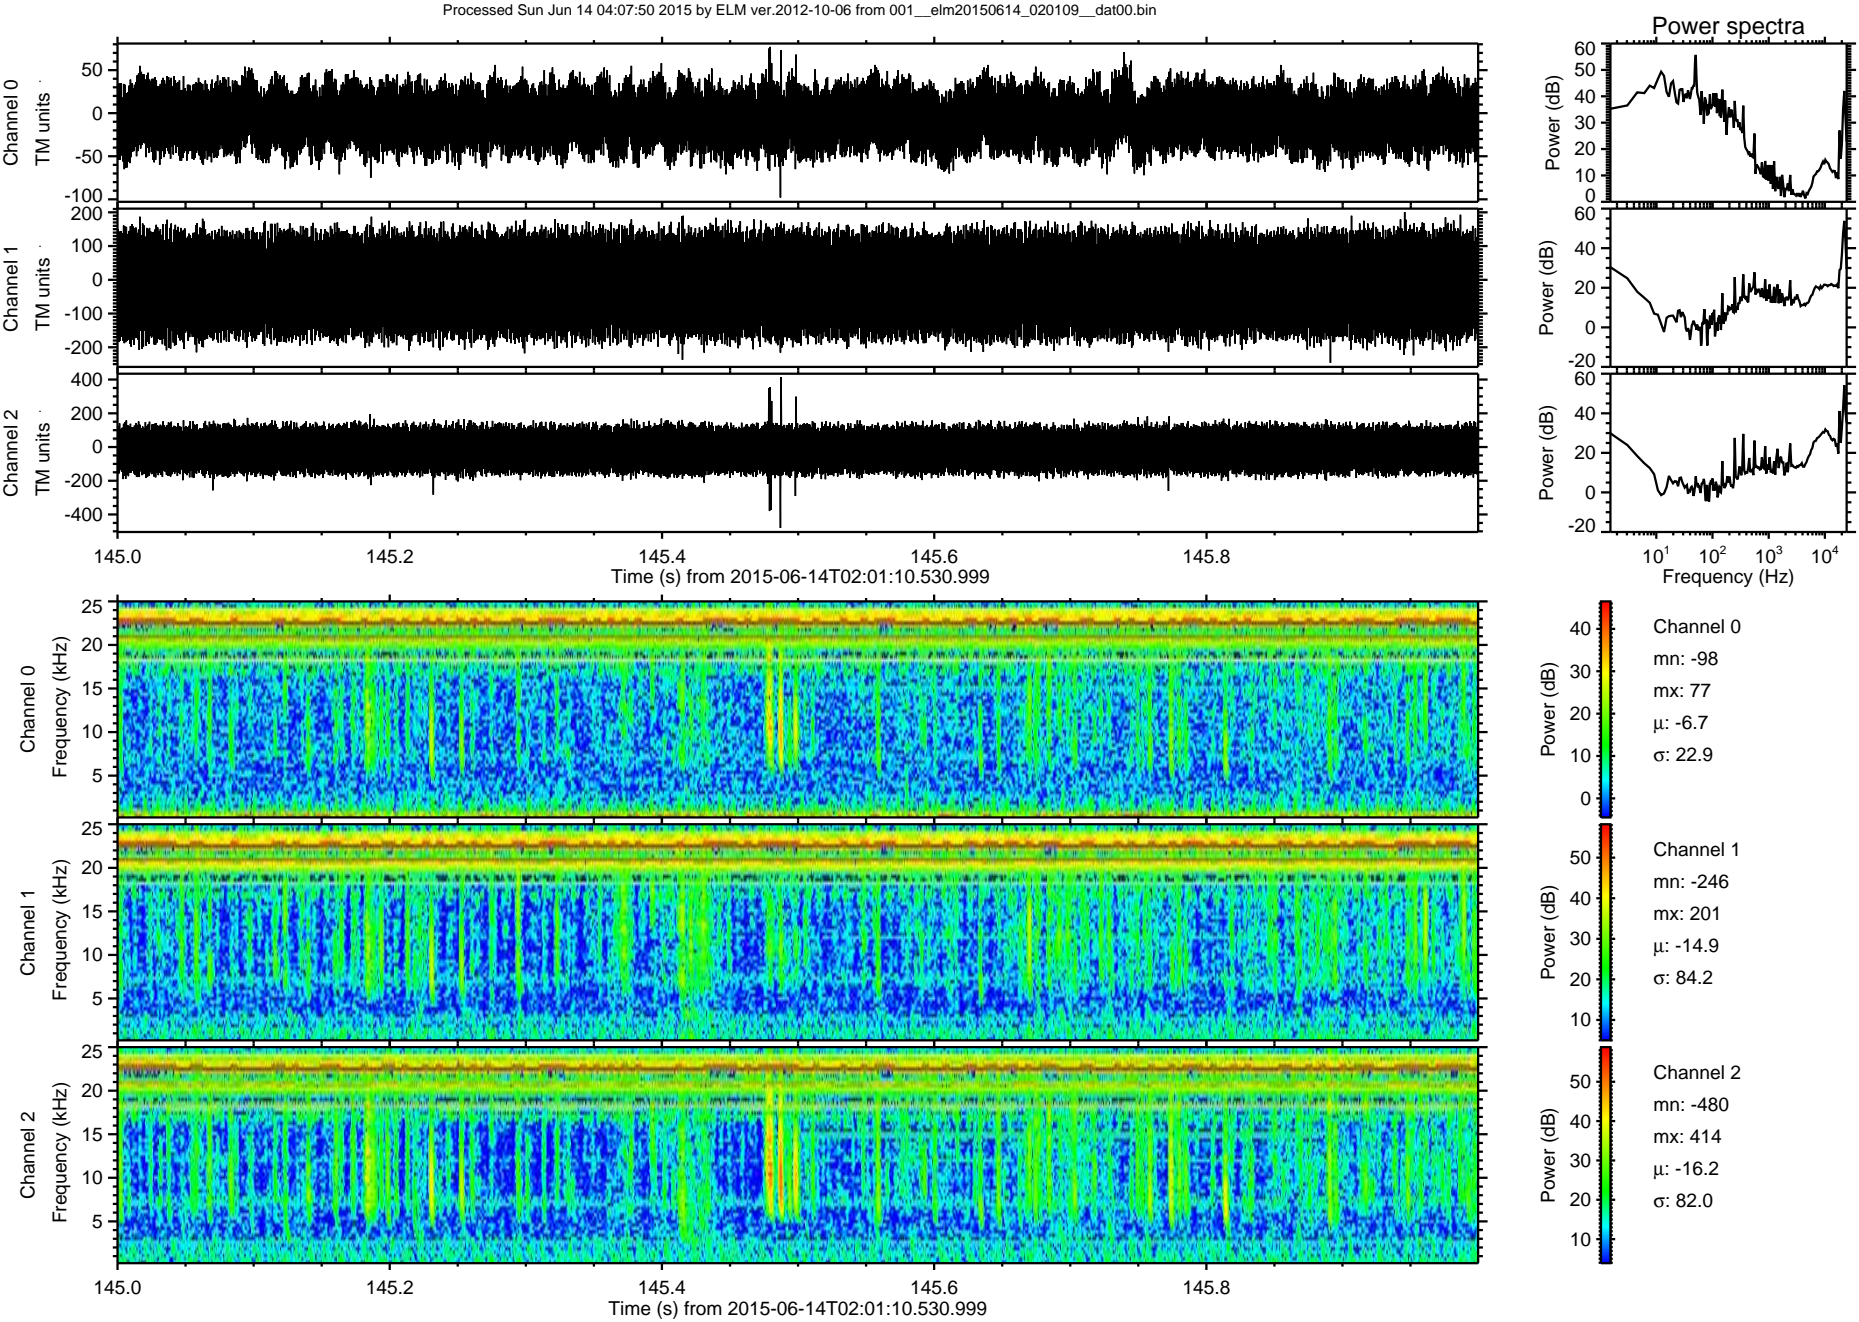 Processed Sun Jun 14 04:07:50 2015 by ELM ver.2012-10-06 from 001__elm20150614_020109__dat00.bin
Power spectra
Channel 0
TM units
50
0
-50
-100
Power (dB)
60
50
40
30
20
10
0
Channel 1
TM units
200
100
0
-100
-200
Power (dB)
60
40
20
0
-20
Channel 2
TM units
400
200
0
-200
-400
Power (dB)
60
40
20
0
-20
145.0 145.2 145.4 145.6 145.8
Time (s) from 2015-06-14T02:01:10.530.999
10^1 10^2 10^3 10^4
Frequency (Hz)
Channel 0
Frequency (kHz)
25
20
15
10
5
Power (dB)
40
30
20
10
0
Channel 0
mn: -98
mx: 77
μ: -6.7
σ: 22.9
Channel 1
Frequency (kHz)
25
20
15
10
5
Power (dB)
50
40
30
20
10
Channel 1
mn: -246
mx: 201
μ: -14.9
σ: 84.2
Channel 2
Frequency (kHz)
25
20
15
10
5
Power (dB)
50
40
30
20
10
Channel 2
mn: -480
mx: 414
μ: -16.2
σ: 82.0
145.0 145.2 145.4 145.6 145.8
Time (s) from 2015-06-14T02:01:10.530.999